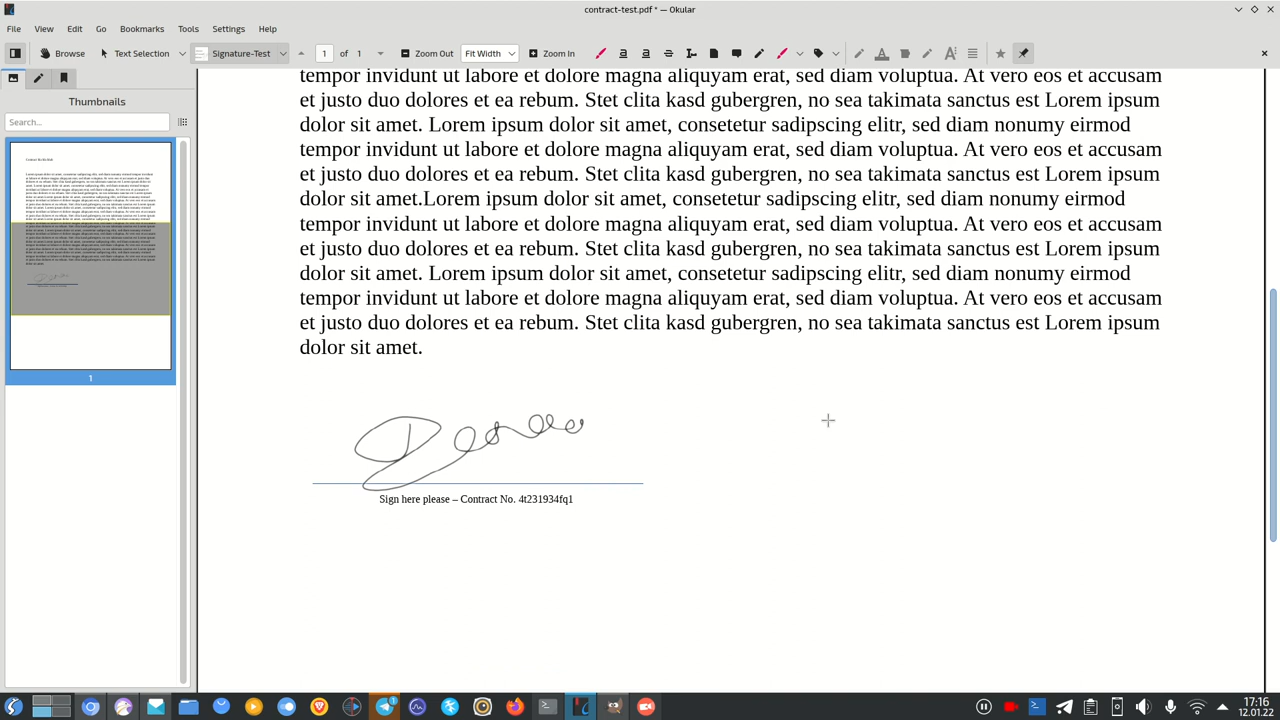 contract-test.pdf * — Okular
File View Edit Go Bookmarks Tools Settings Help
Browse Text Selection Signature-Test 1 of 1 Zoom Out Fit Width Zoom In
Thumbnails
Search...
1
tempor invidunt ut labore et dolore magna aliquyam erat, sed diam voluptua. At vero eos et accusam
et justo duo dolores et ea rebum. Stet clita kasd gubergren, no sea takimata sanctus est Lorem ipsum
dolor sit amet. Lorem ipsum dolor sit amet, consetetur sadipscing elitr, sed diam nonumy eirmod
tempor invidunt ut labore et dolore magna aliquyam erat, sed diam voluptua. At vero eos et accusam
et justo duo dolores et ea rebum. Stet clita kasd gubergren, no sea takimata sanctus est Lorem ipsum
dolor sit amet.Lorem ipsum dolor sit amet, consetetur sadipscing elitr, sed diam nonumy eirmod
tempor invidunt ut labore et dolore magna aliquyam erat, sed diam voluptua. At vero eos et accusam
et justo duo dolores et ea rebum. Stet clita kasd gubergren, no sea takimata sanctus est Lorem ipsum
dolor sit amet. Lorem ipsum dolor sit amet, consetetur sadipscing elitr, sed diam nonumy eirmod
tempor invidunt ut labore et dolore magna aliquyam erat, sed diam voluptua. At vero eos et accusam
et justo duo dolores et ea rebum. Stet clita kasd gubergren, no sea takimata sanctus est Lorem ipsum
dolor sit amet.
Sign here please – Contract No. 4t231934fq1
17:16
12.01.22